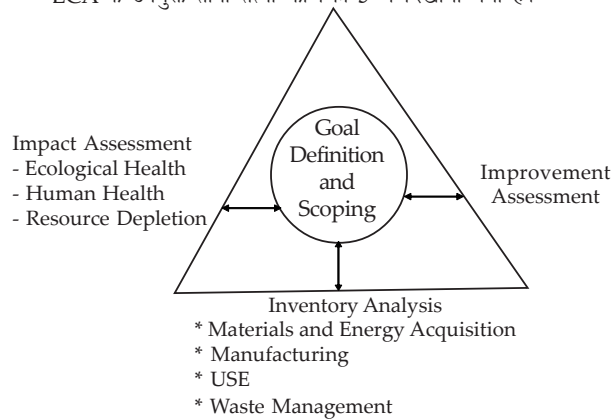 LCA
Goal
Definition
and
Scoping
Impact Assessment
- Ecological Health
- Human Health
- Resource Depletion
Improvement
Assessment
Inventory Analysis
* Materials and Energy Acquisition
* Manufacturing
* USE
* Waste Management